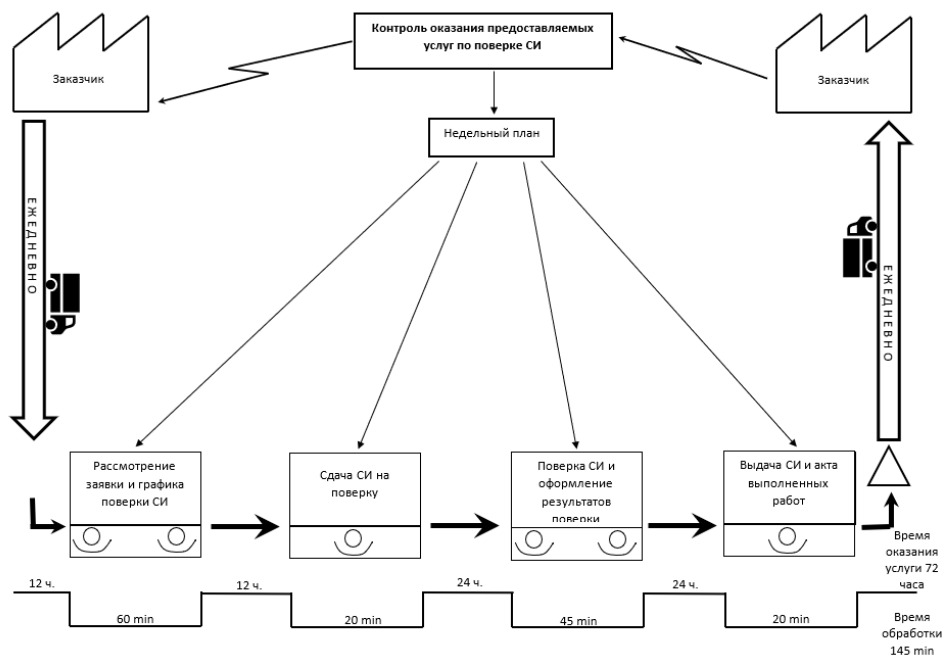 Контроль оказания предоставляемых
услуг по поверке СИ
Заказчик
Заказчик
Недельный план
ЕЖЕДНЕВНО
ЕЖЕДНЕВНО
Рассмотрение
заявки и графика
поверки СИ
Сдача СИ на
поверку
Поверка СИ и
оформление
результатов
поверки
Выдача СИ и акта
выполненных
работ
Время
оказания
услуги 72
часа
12 ч.
12 ч.
24 ч.
24 ч.
60 min
20 min
45 min
20 min
Время
обработки
145 min